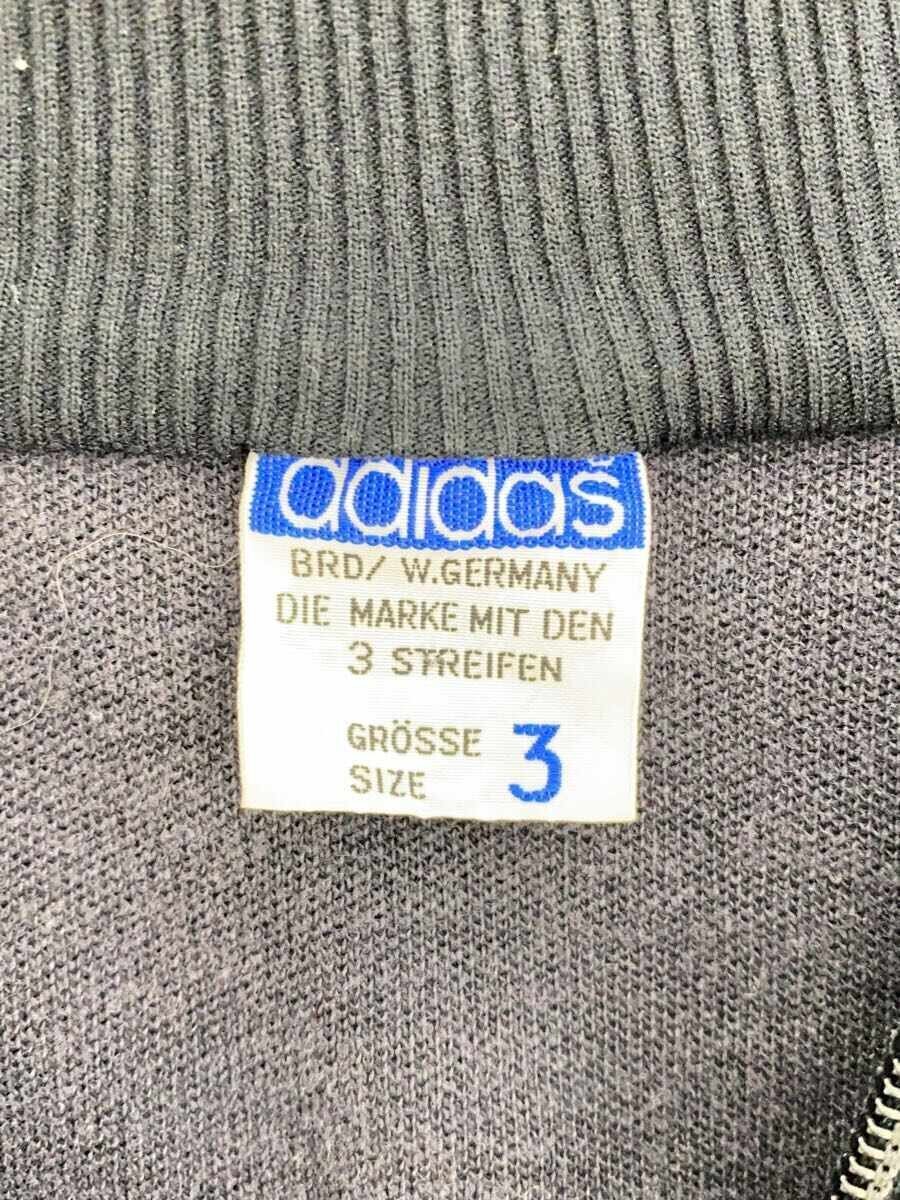 adidas
BRD/ W.GERMANY
DIE MARKE MIT DEN
3 STREIFEN
GRÖSSE 3
SIZE